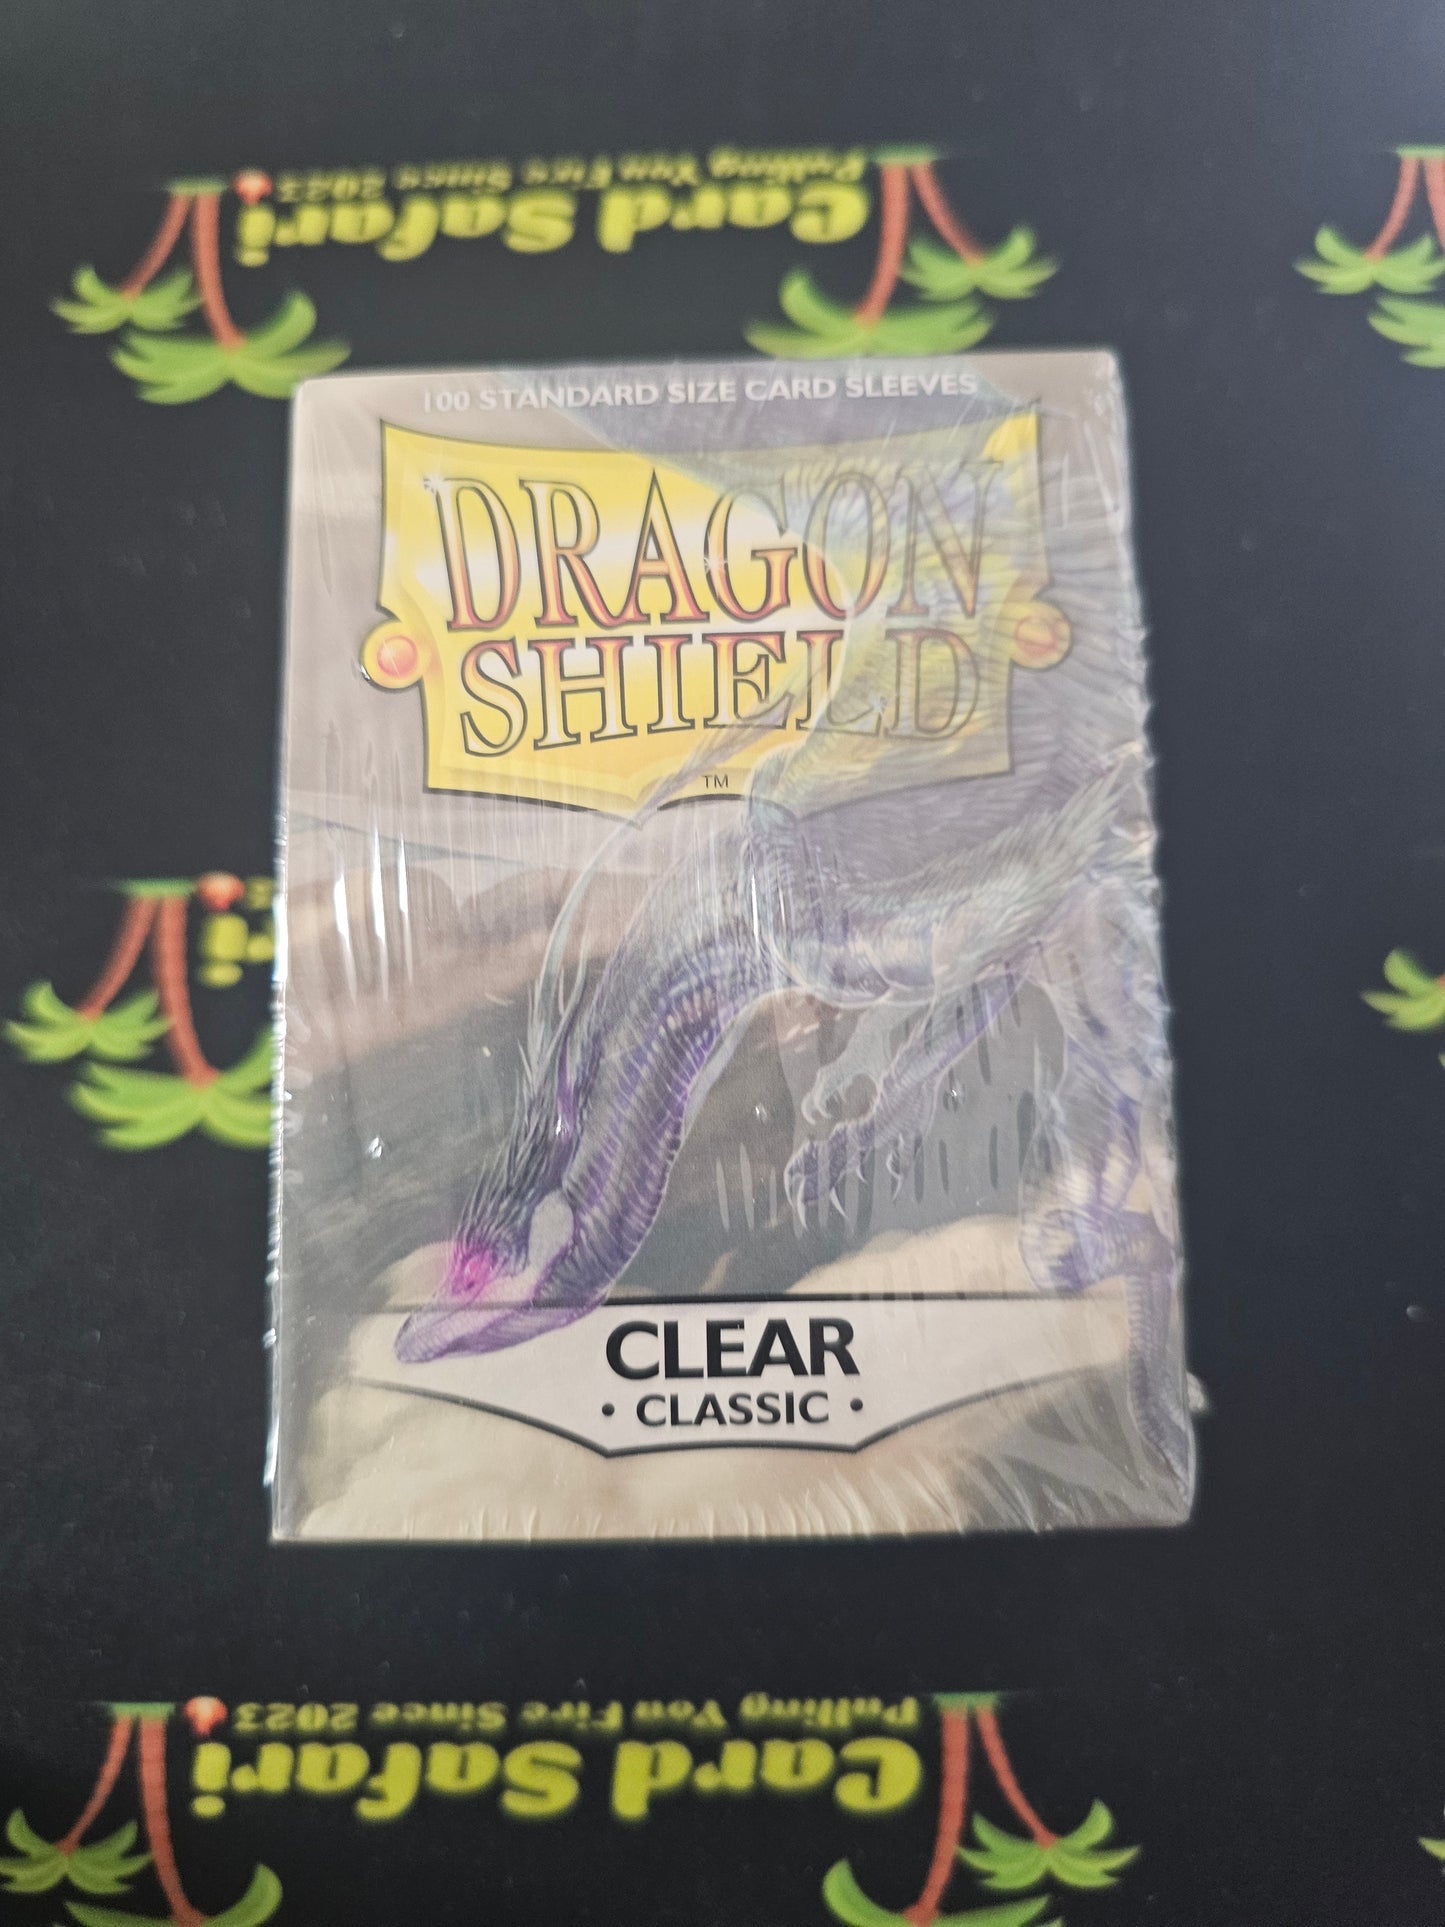 Pulling You Fire Since 2023
Card Safari
100 STANDARD SIZE CARD SLEEVES
DRAGON
SHIELD
TM
ri
CLEAR
• CLASSIC •
Pulling You Fire Since 2023
Card Safari